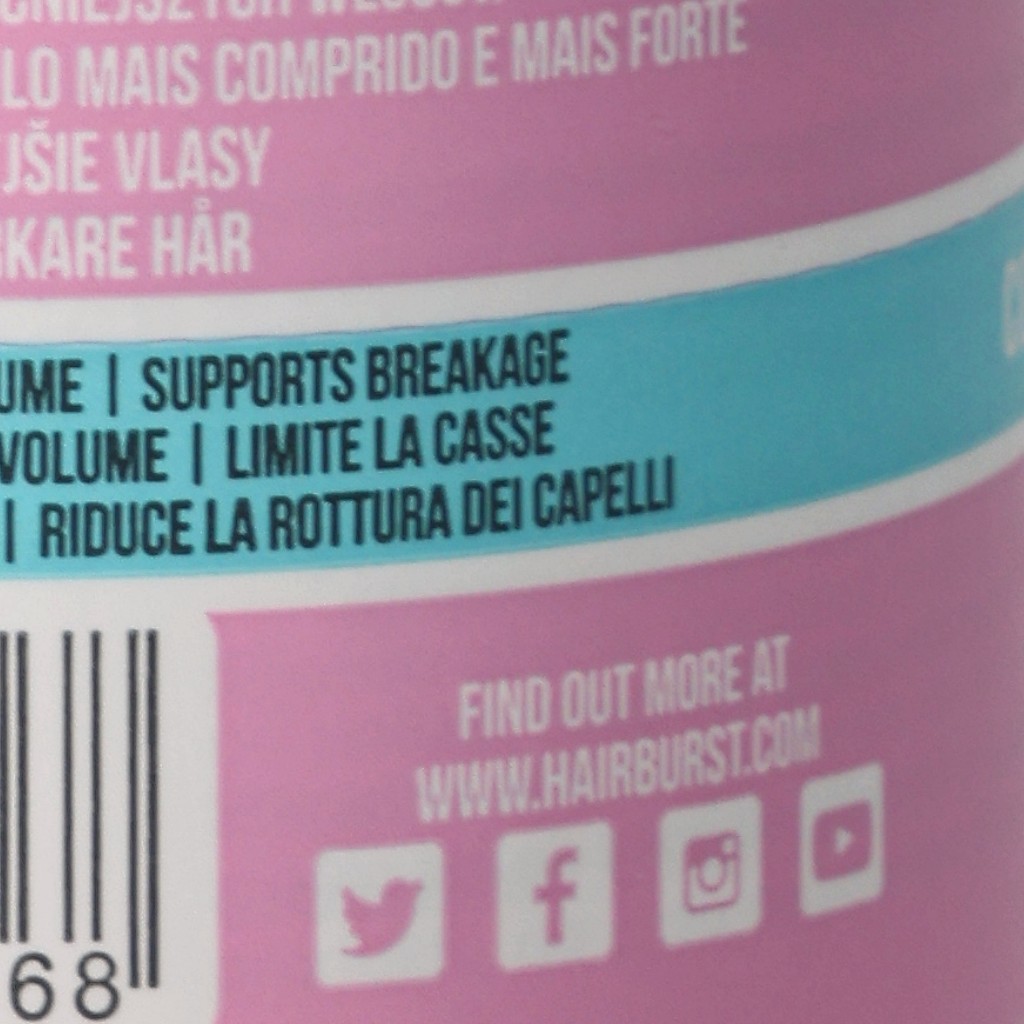 LO MAIS COMPRIDO E MAIS FORTE
JŠIE VLASY
KARE HÅR
UME | SUPPORTS BREAKAGE
VOLUME | LIMITE LA CASSE
| RIDUCE LA ROTTURA DEI CAPELLI
FIND OUT MORE AT
WWW.HAIRBURST.COM
68